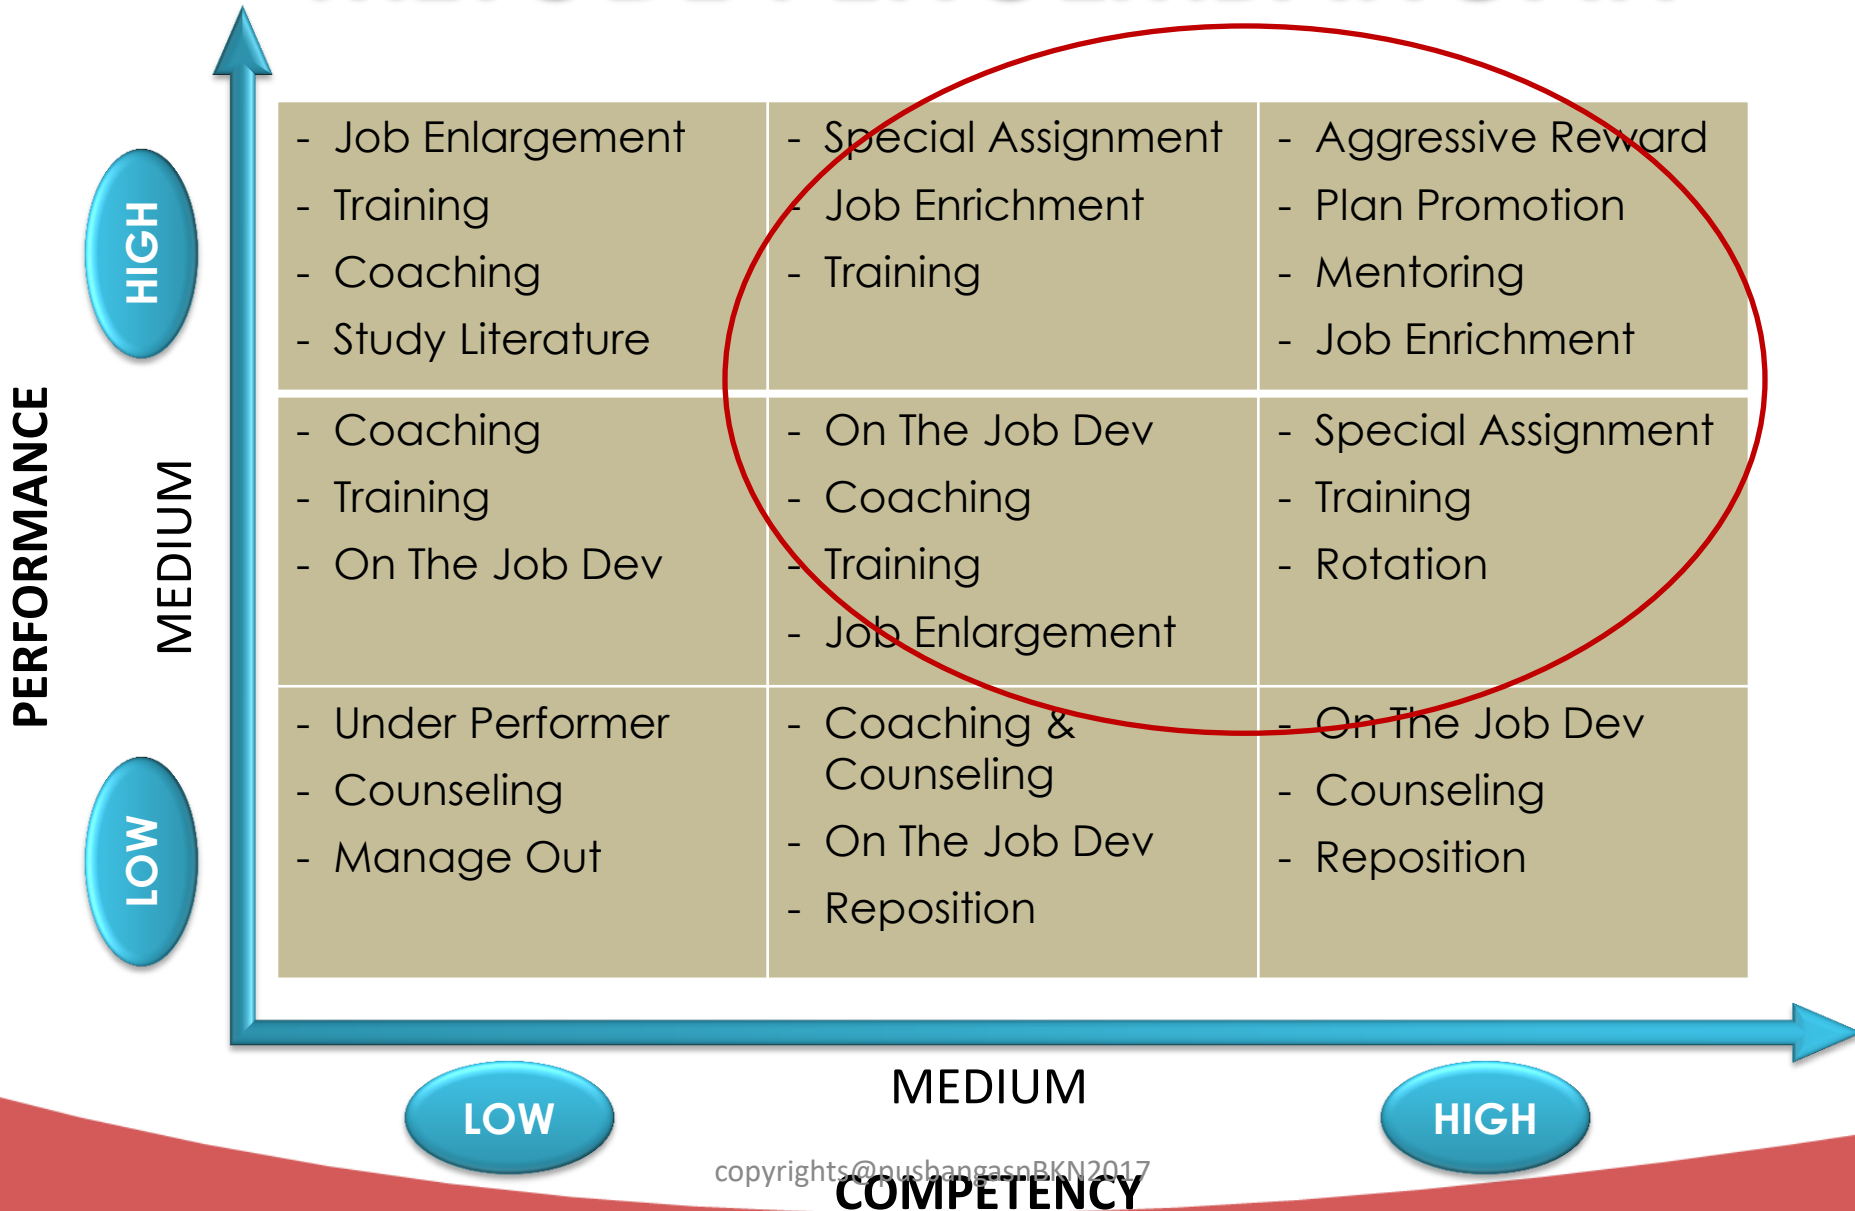 - Job Enlargement
- Training
- Coaching
- Study Literature
- Special Assignment
- Job Enrichment
- Training
- Aggressive Reward
- Plan Promotion
- Mentoring
- Job Enrichment
HIGH
PERFORMANCE
MEDIUM
- Coaching
- Training
- On The Job Dev
- On The Job Dev
- Coaching
- Training
- Job Enlargement
- Special Assignment
- Training
- Rotation
LOW
- Under Performer
- Counseling
- Manage Out
- Coaching &
Counseling
- On The Job Dev
- Reposition
- On The Job Dev
- Counseling
- Reposition
LOW
MEDIUM
HIGH
copyrights@pusbangasnBKN2017
COMPETENCY